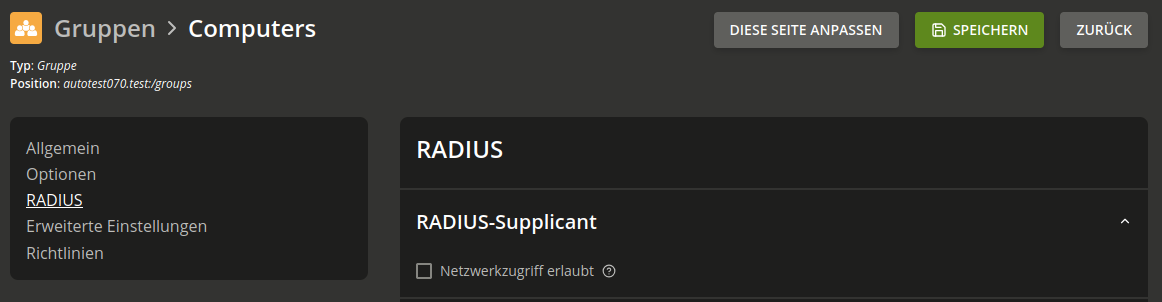 Gruppen > Computers
DIESE SEITE ANPASSEN
SPEICHERN
ZURÜCK
Typ: Gruppe
Position: autotest070.test:/groups
Allgemein
Optionen
RADIUS
Erweiterte Einstellungen
Richtlinien
RADIUS
RADIUS-Supplicant
Netzwerkzugriff erlaubt